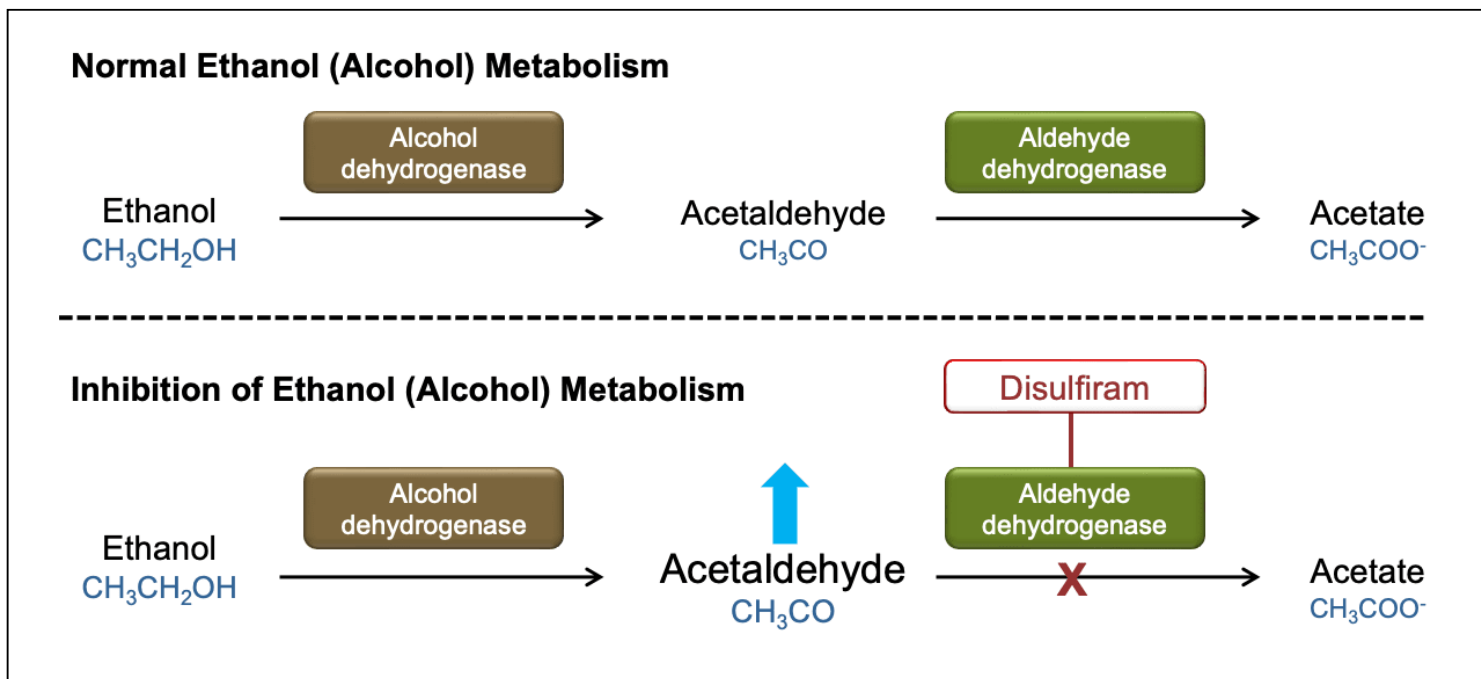 Normal Ethanol (Alcohol) Metabolism
Alcohol
dehydrogenase
Aldehyde
dehydrogenase
Ethanol
CH₃CH₂OH
Acetaldehyde
CH₃CO
Acetate
CH₃COO⁻
Inhibition of Ethanol (Alcohol) Metabolism
Disulfiram
Alcohol
dehydrogenase
Aldehyde
dehydrogenase
Ethanol
CH₃CH₂OH
Acetaldehyde
CH₃CO
X
Acetate
CH₃COO⁻